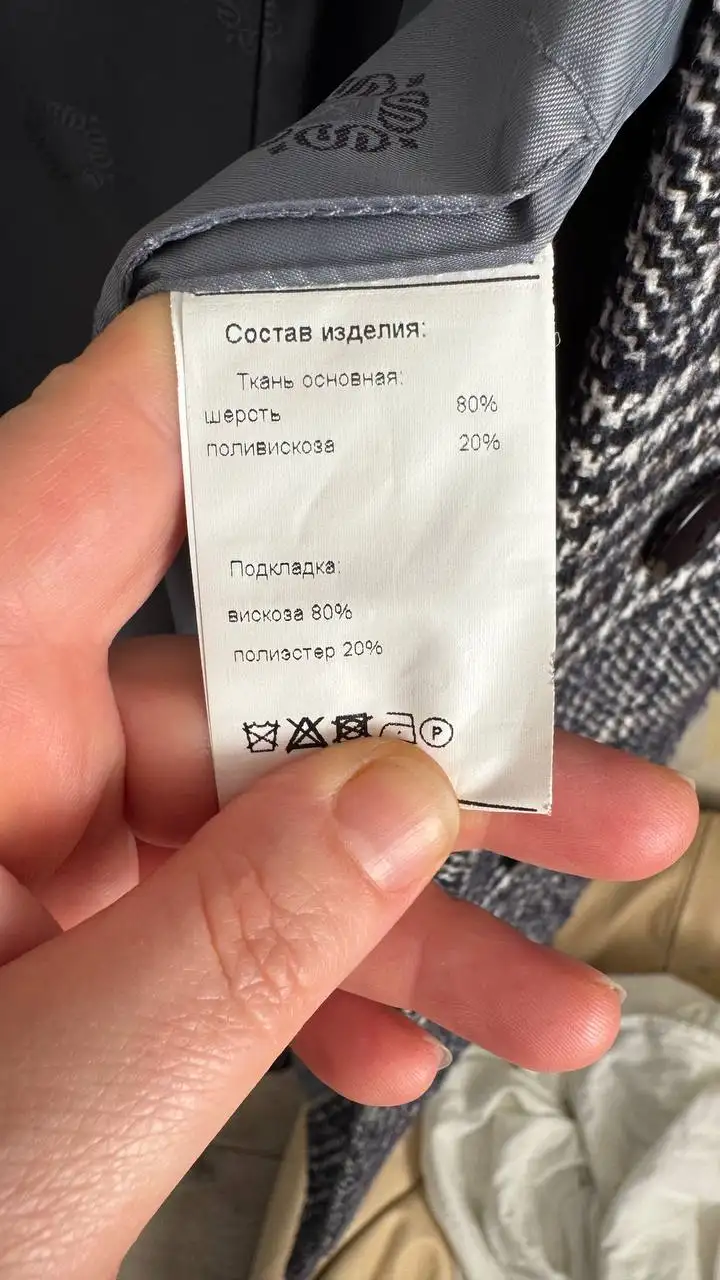 Состав изделия:
Ткань основная:
шерсть 80%
поливискоза 20%
Подкладка:
вискоза 80%
полиэстер 20%
P